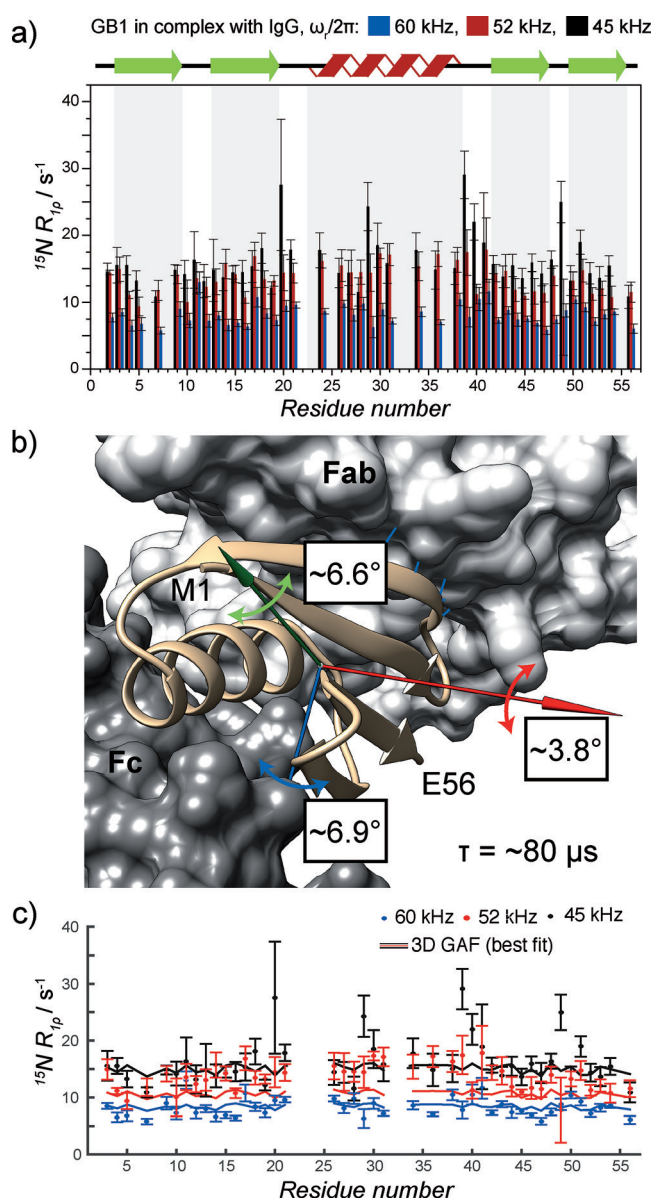 a) GB1 in complex with IgG, ωr/2π: 60 kHz, 52 kHz, 45 kHz
40
30
20
10
0
¹⁵N R₁ρ / s⁻¹
0 5 10 15 20 25 30 35 40 45 50 55
Residue number
b)
Fab
M1
~6.6°
Fc
E56
~3.8°
~6.9°
τ = ~80 µs
c)
60 kHz 52 kHz 45 kHz
3D GAF (best fit)
40
30
20
10
0
¹⁵N R₁ρ / s⁻¹
5 10 15 20 25 30 35 40 45 50 55
Residue number